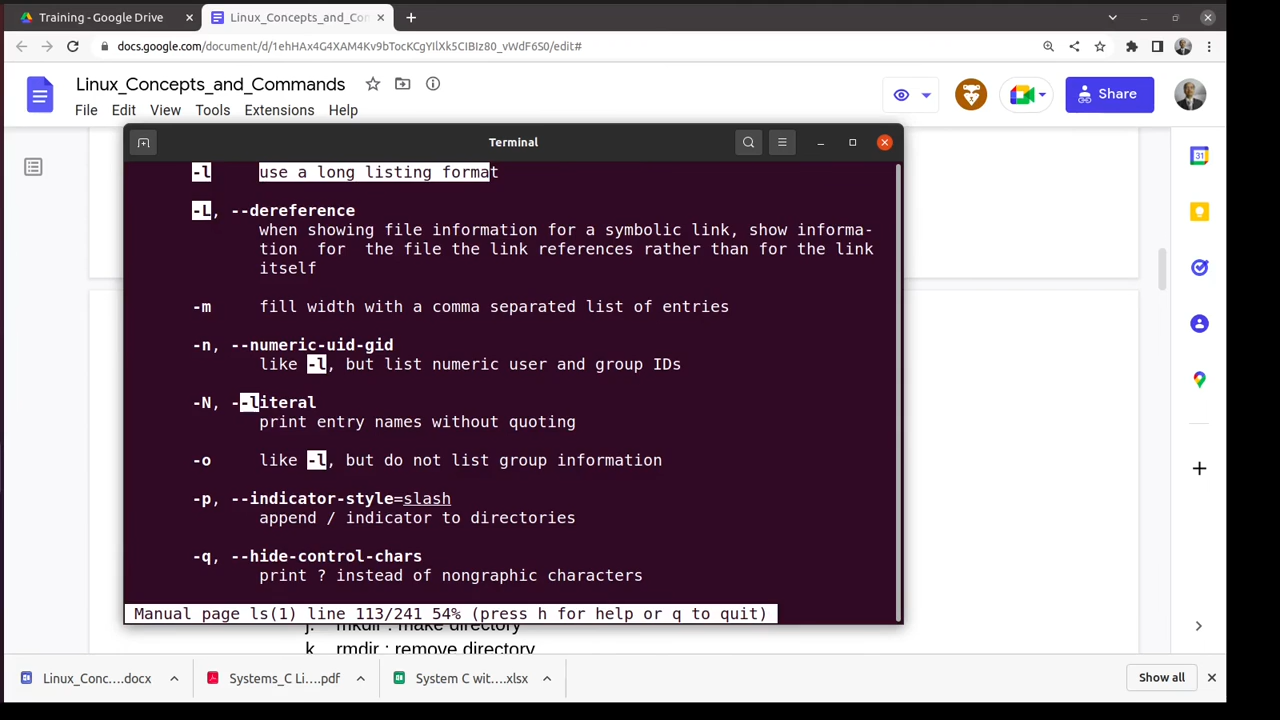 Training - Google Drive
Linux_Concepts_and_Con
docs.google.com/document/d/1ehHAx4G4XAM4Kv9bTocKCgYIlXk5CIBIz80_vWdF6S0/edit#
Linux_Concepts_and_Commands
File Edit View Tools Extensions Help
Share
Terminal
-l use a long listing format
-L, --dereference
when showing file information for a symbolic link, show informa-
tion for the file the link references rather than for the link
itself
-m fill width with a comma separated list of entries
-n, --numeric-uid-gid
like -l, but list numeric user and group IDs
-N, --literal
print entry names without quoting
-o like -l, but do not list group information
-p, --indicator-style=slash
append / indicator to directories
-q, --hide-control-chars
print ? instead of nongraphic characters
Manual page ls(1) line 113/241 54% (press h for help or q to quit)
j. mkdir : make directory
k. rmdir : remove directory
Linux_Conc....docx
Systems_C Li....pdf
System C wit....xlsx
Show all
31